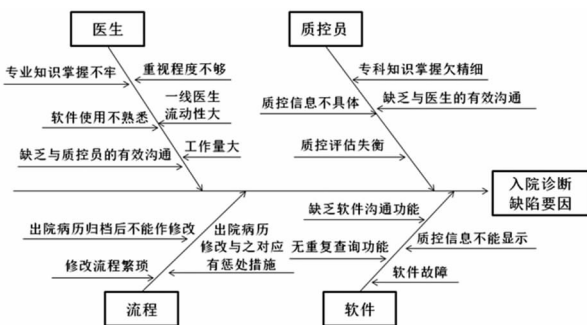 医生
质控员
专业知识掌握不牢
重视程度不够
专科知识掌握欠精细
一线医生
流动性大
质控信息不具体
缺乏与医生的有效沟通
软件使用不熟悉
缺乏与质控员的有效沟通
工作量大
质控评估失衡
入院诊断
缺陷要因
出院病历归档后不能作修改
出院病历
修改与之对应
有惩处措施
缺乏软件沟通功能
无重复查询功能
质控信息不能显示
修改流程繁琐
软件故障
流程
软件